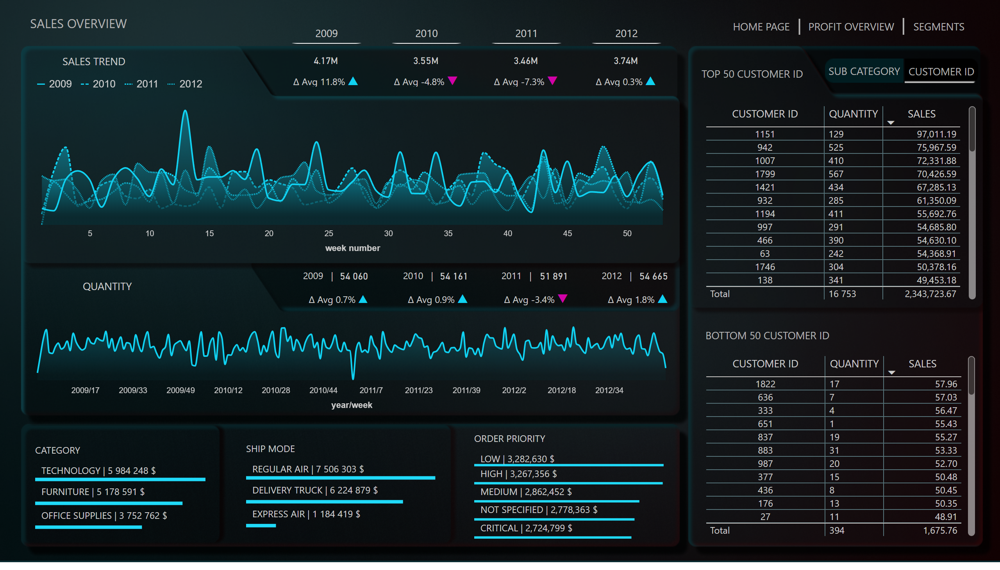 SALES OVERVIEW
HOME PAGE | PROFIT OVERVIEW | SEGMENTS
2009 2010 2011 2012
SALES TREND
4.17M 3.55M 3.46M 3.74M
Δ Avg 11.8% Δ Avg -4.8% Δ Avg -7.3% Δ Avg 0.3%
2009 2010 2011 2012
5 10 15 20 25 30 35 40 45 50
week number
QUANTITY
2009 | 54 060 2010 | 54 161 2011 | 51 891 2012 | 54 665
Δ Avg 0.7% Δ Avg 0.9% Δ Avg -3.4% Δ Avg 1.8%
2009/17 2009/33 2009/49 2010/12 2010/28 2010/44 2011/7 2011/23 2011/39 2012/2 2012/18 2012/34
year/week
CATEGORY
TECHNOLOGY | 5 984 248 $
FURNITURE | 5 178 591 $
OFFICE SUPPLIES | 3 752 762 $
SHIP MODE
REGULAR AIR | 7 506 303 $
DELIVERY TRUCK | 6 224 879 $
EXPRESS AIR | 1 184 419 $
ORDER PRIORITY
LOW | 3,282,630 $
HIGH | 3,267,356 $
MEDIUM | 2,862,452 $
NOT SPECIFIED | 2,778,363 $
CRITICAL | 2,724,799 $
TOP 50 CUSTOMER ID
SUB CATEGORY CUSTOMER ID
CUSTOMER ID QUANTITY SALES
1151 129 97,011.19
942 525 75,967.59
1007 410 72,331.88
1799 567 70,426.59
1421 434 67,285.13
932 285 61,350.09
1194 411 55,692.76
997 291 54,685.80
466 390 54,630.10
63 242 54,368.91
1746 304 50,378.16
138 341 49,453.18
Total 16 753 2,343,723.67
BOTTOM 50 CUSTOMER ID
CUSTOMER ID QUANTITY SALES
1822 17 57.96
636 7 57.03
333 4 56.47
651 1 55.43
837 19 55.27
883 31 53.33
987 20 52.70
377 15 50.48
436 8 50.45
176 13 50.35
27 11 48.91
Total 394 1,675.76